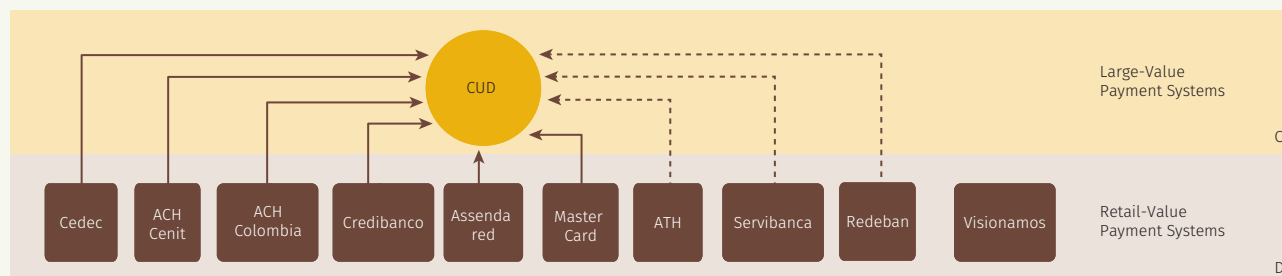 CUD
Large-Value
Payment Systems
Cedec
ACH
Cenit
ACH
Colombia
Credibanco
Assenda
red
Master
Card
ATH
Servibanca
Redeban
Visionamos
Retail-Value
Payment Systems